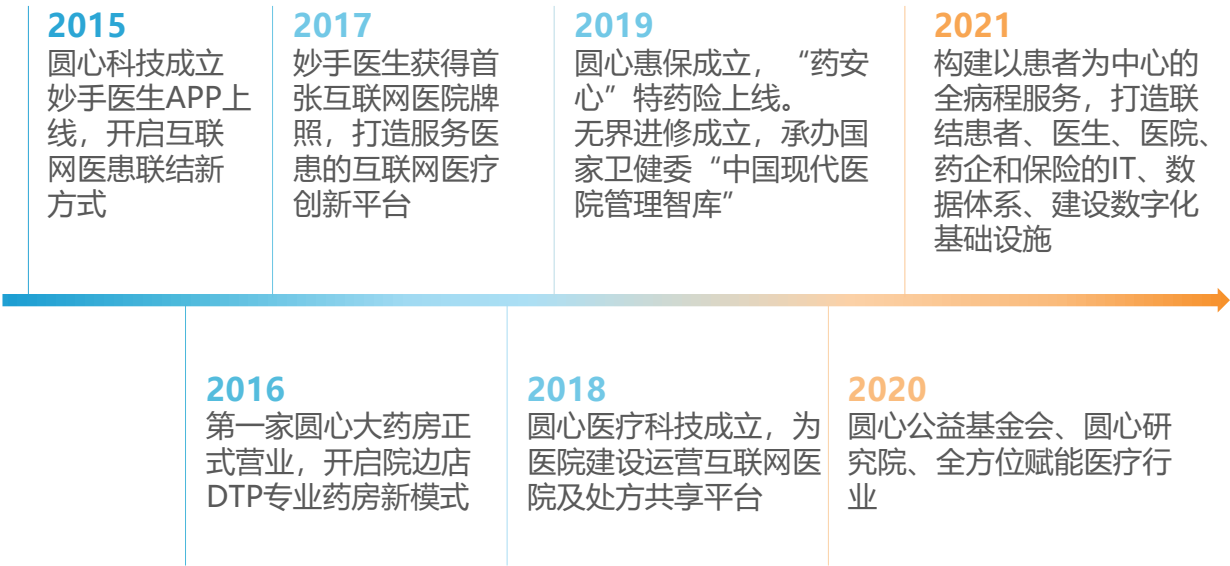 2015
圆心科技成立
妙手医生APP上
线，开启互联
网医患联结新
方式
2017
妙手医生获得首
张互联网医院牌
照，打造服务医
患的互联网医疗
创新平台
2019
圆心惠保成立，“药安
心”特药险上线。
无界进修成立，承办国
家卫健委“中国现代医
院管理智库”
2021
构建以患者为中心的
全病程服务，打造联
结患者、医生、医院、
药企和保险的IT、数
据体系、建设数字化
基础设施
2016
第一家圆心大药房正
式营业，开启院边店
DTP专业药房新模式
2018
圆心医疗科技成立，为
医院建设运营互联网医
院及处方共享平台
2020
圆心公益基金会、圆心研
究院、全方位赋能医疗行
业